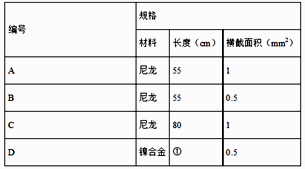 编号 规格
材料 长度（cm） 横截面积（mm²）
A 尼龙 55 1
B 尼龙 55 0.5
C 尼龙 80 1
D 镍合金 ① 0.5